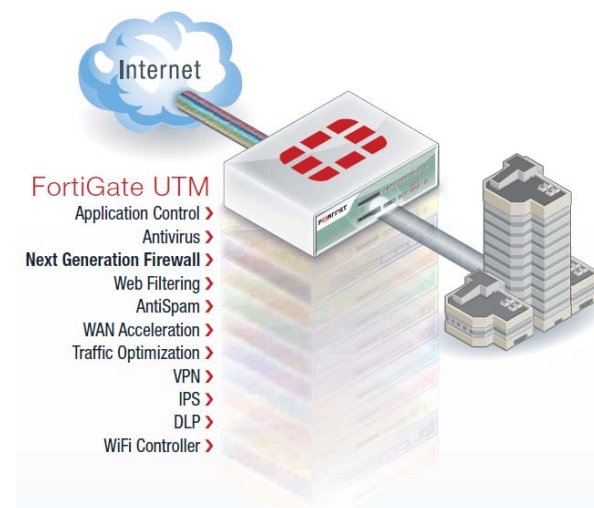 Internet
FortiGate UTM
Application Control ❯
Antivirus ❯
Next Generation Firewall ❯
Web Filtering ❯
AntiSpam ❯
WAN Acceleration ❯
Traffic Optimization ❯
VPN ❯
IPS ❯
DLP ❯
WiFi Controller ❯
FORTINET